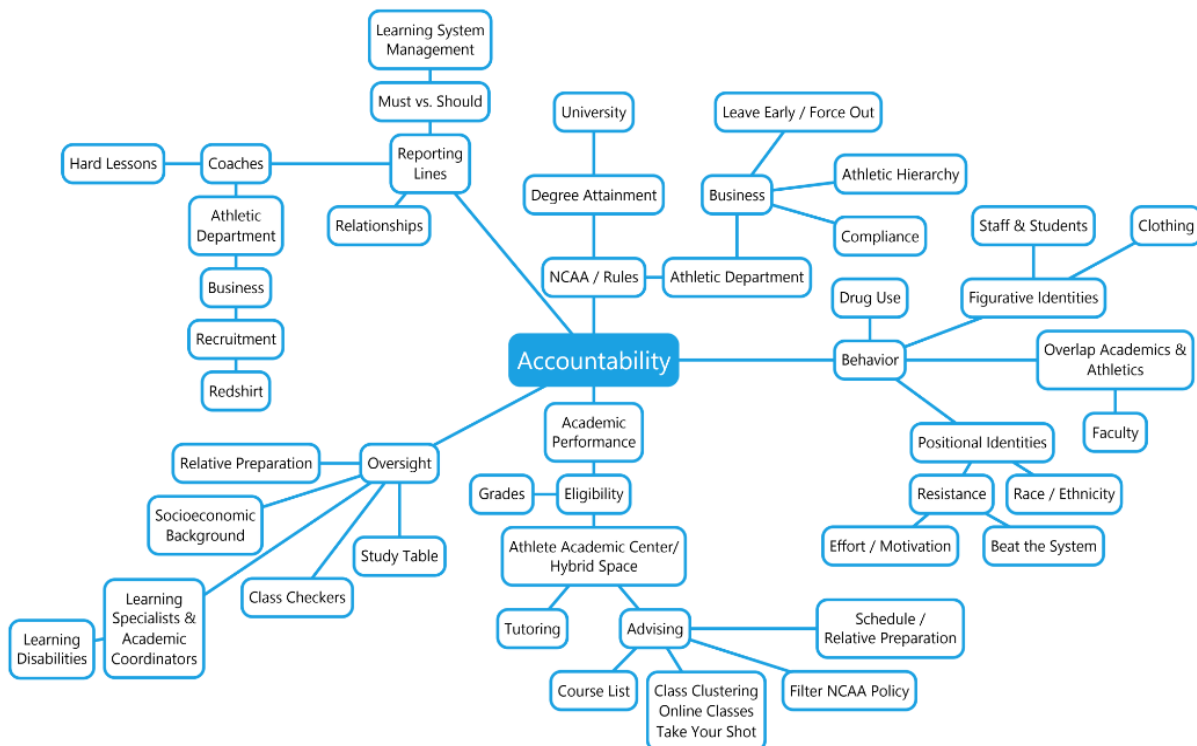 Learning System
Management
Must vs. Should
University
Leave Early / Force Out
Hard Lessons
Coaches
Reporting
Lines
Athletic Hierarchy
Degree Attainment
Business
Athletic
Department
Relationships
Compliance
Staff & Students
Clothing
NCAA / Rules
Athletic Department
Business
Drug Use
Figurative Identities
Recruitment
Accountability
Behavior
Overlap Academics &
Athletics
Redshirt
Academic
Performance
Positional Identities
Faculty
Relative Preparation
Oversight
Grades
Eligibility
Resistance
Race / Ethnicity
Socioeconomic
Background
Study Table
Athlete Academic Center/
Hybrid Space
Effort / Motivation
Beat the System
Class Checkers
Learning
Specialists &
Academic
Coordinators
Learning
Disabilities
Tutoring
Advising
Schedule /
Relative Preparation
Course List
Class Clustering
Online Classes
Take Your Shot
Filter NCAA Policy